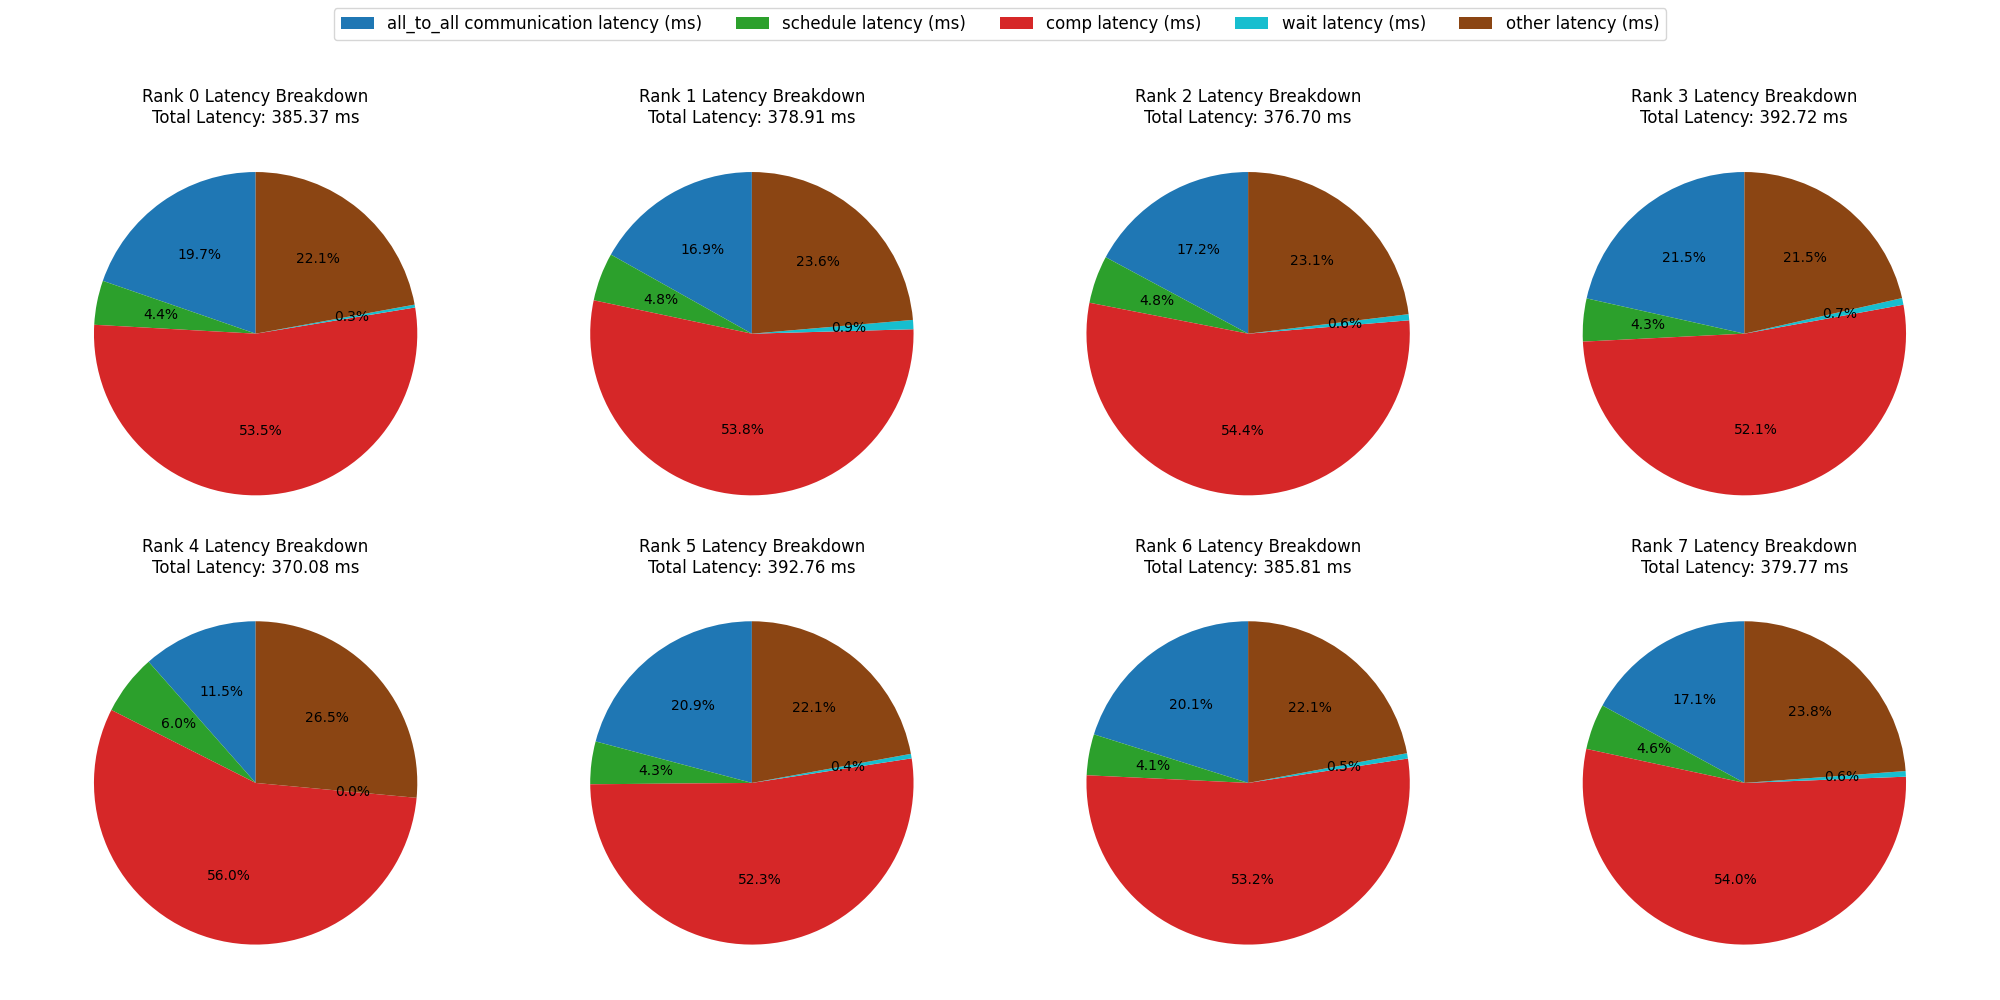 all_to_all communication latency (ms) schedule latency (ms) comp latency (ms) wait latency (ms) other latency (ms)
Rank 0 Latency Breakdown
Total Latency: 385.37 ms
19.7%
22.1%
4.4%
0.3%
53.5%
Rank 1 Latency Breakdown
Total Latency: 378.91 ms
16.9%
23.6%
4.8%
0.9%
53.8%
Rank 2 Latency Breakdown
Total Latency: 376.70 ms
17.2%
23.1%
4.8%
0.6%
54.4%
Rank 3 Latency Breakdown
Total Latency: 392.72 ms
21.5%
21.5%
4.3%
0.7%
52.1%
Rank 4 Latency Breakdown
Total Latency: 370.08 ms
11.5%
26.5%
6.0%
0.0%
56.0%
Rank 5 Latency Breakdown
Total Latency: 392.76 ms
20.9%
22.1%
4.3%
0.4%
52.3%
Rank 6 Latency Breakdown
Total Latency: 385.81 ms
20.1%
22.1%
4.1%
0.5%
53.2%
Rank 7 Latency Breakdown
Total Latency: 379.77 ms
17.1%
23.8%
4.6%
0.6%
54.0%